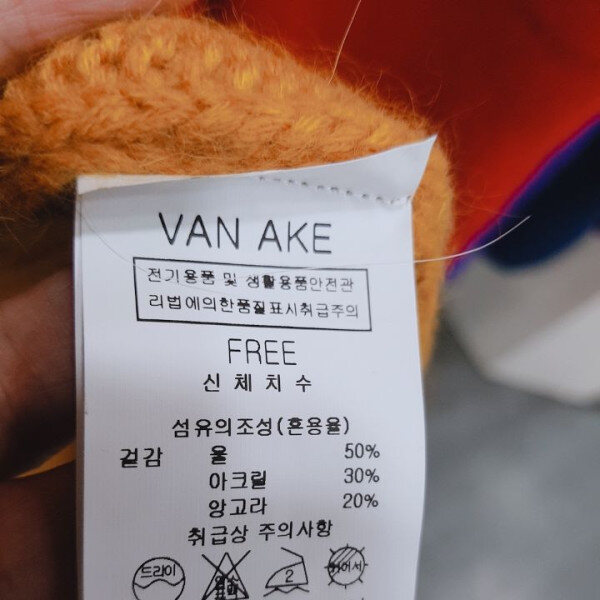 VAN AKE
전기용품 및 생활용품안전관
리법에의한품질표시취급주의
FREE
신체치수
섬유의조성(혼용율)
겉감 울 50%
아크릴 30%
앙고라 20%
취급상 주의사항
드라이
2